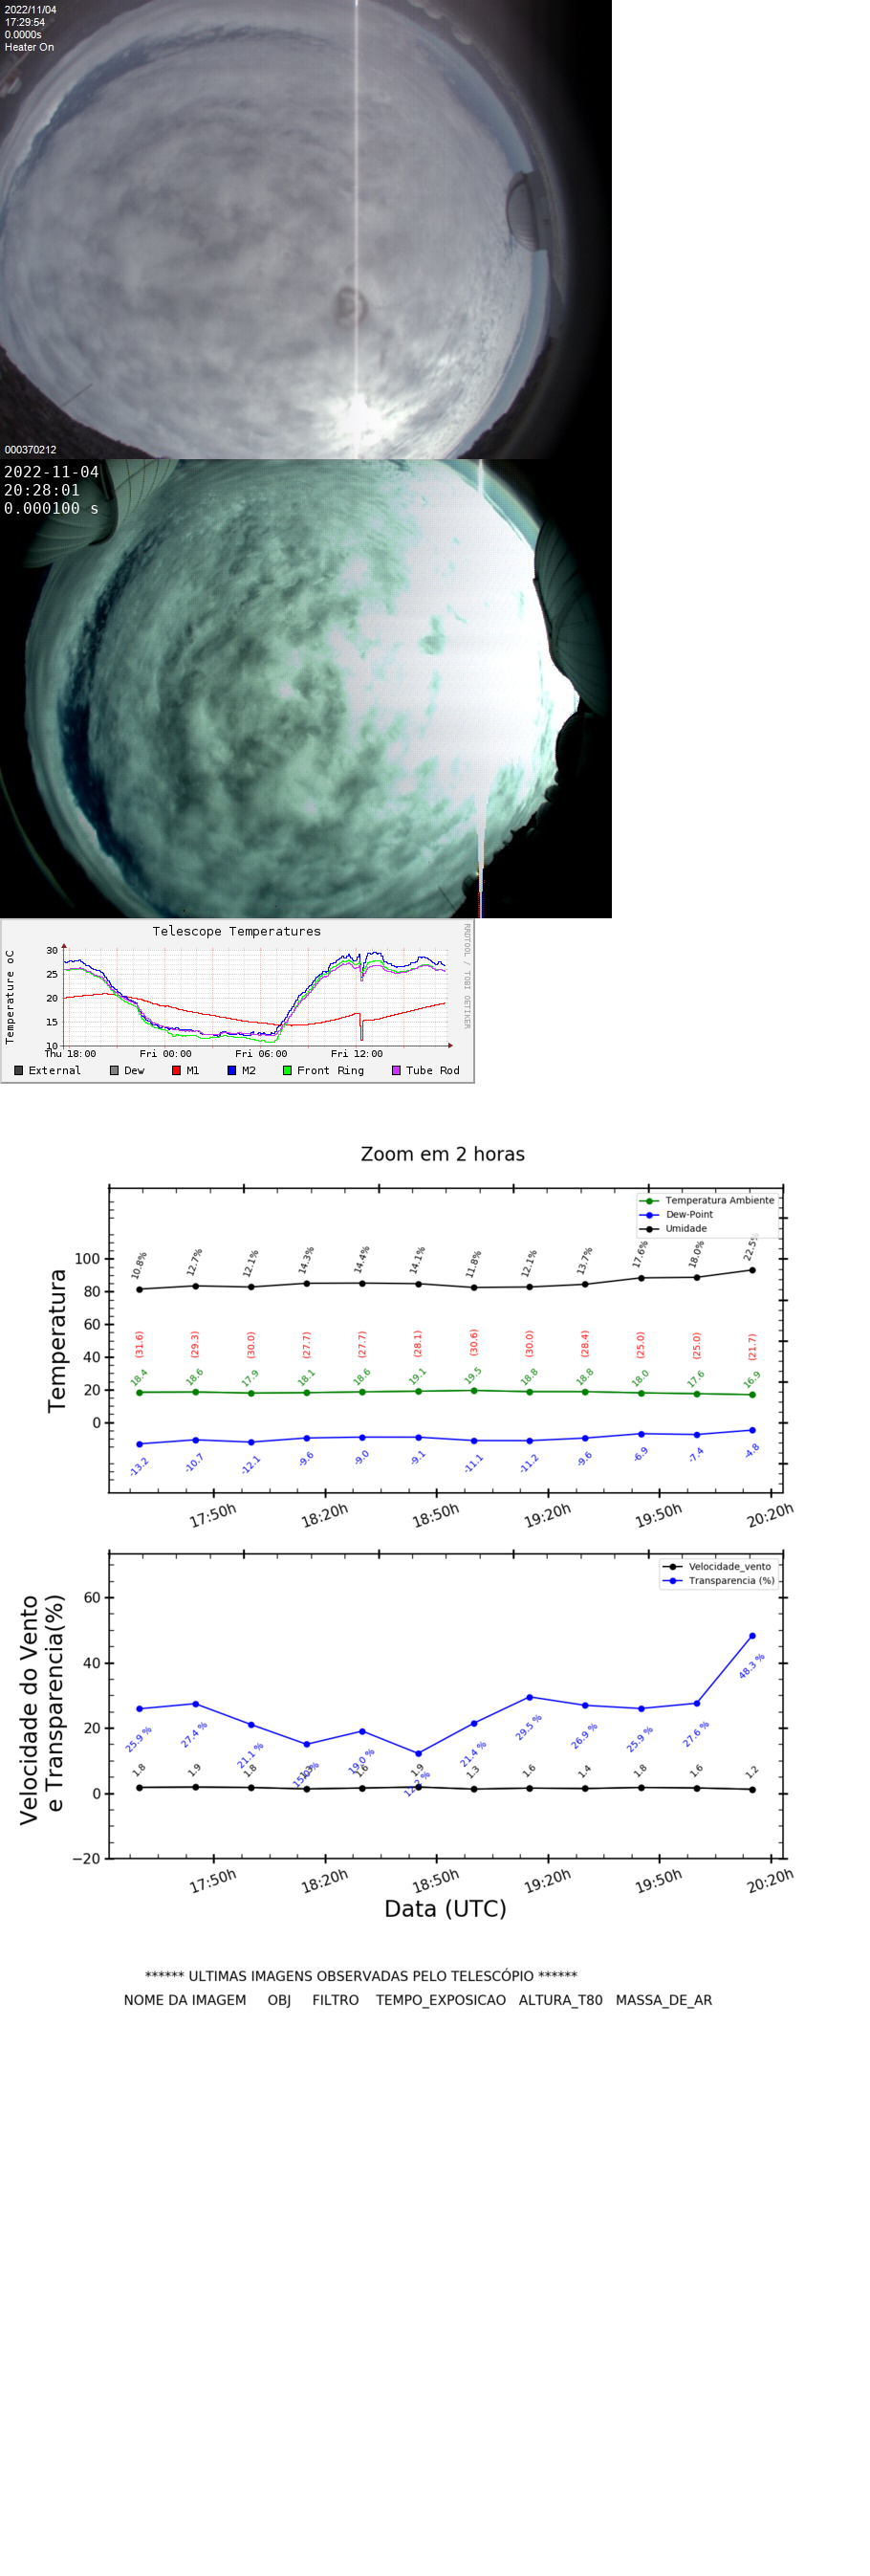 2022/11/04
17:29:54
0.0000s
Heater On
000370212
2022-11-04
20:28:01
0.000100 s
Telescope Temperatures
RRDTOOL / TOBI OETIKER
Temperature oC
30
25
20
15
10
Thu 18:00 Fri 00:00 Fri 06:00 Fri 12:00
External Dew M1 M2 Front Ring Tube Rod
Zoom em 2 horas
Temperatura Ambiente
Dew-Point
Umidade
Temperatura
100
80
60
40
20
0
10.8% 12.7% 12.1% 14.3% 14.4% 14.1% 11.8% 12.1% 13.7% 17.6% 18.0% 22.5%
(31.6) (29.3) (30.0) (27.7) (27.7) (28.1) (30.6) (30.0) (28.4) (25.0) (25.0) (21.7)
18.4 18.6 17.9 18.1 18.6 19.1 19.5 18.8 18.8 18.0 17.6 16.9
-13.2 -10.7 -12.1 -9.6 -9.0 -9.1 -11.1 -11.2 -9.6 -6.9 -7.4 -4.8
17:50h 18:20h 18:50h 19:20h 19:50h 20:20h
Velocidade_vento
Transparencia (%)
Velocidade do Vento
e Transparencia(%)
60
40
20
0
−20
25.9 % 27.4 % 21.1 % 19.0 % 21.4 % 29.5 % 26.9 % 25.9 % 27.6 % 48.3 %
1.8 1.9 1.8 1.6 1.9 1.3 1.6 1.4 1.8 1.6 1.2
17:50h 18:20h 18:50h 19:20h 19:50h 20:20h
Data (UTC)
****** ULTIMAS IMAGENS OBSERVADAS PELO TELESCÓPIO ******
NOME DA IMAGEM OBJ FILTRO TEMPO_EXPOSICAO ALTURA_T80 MASSA_DE_AR